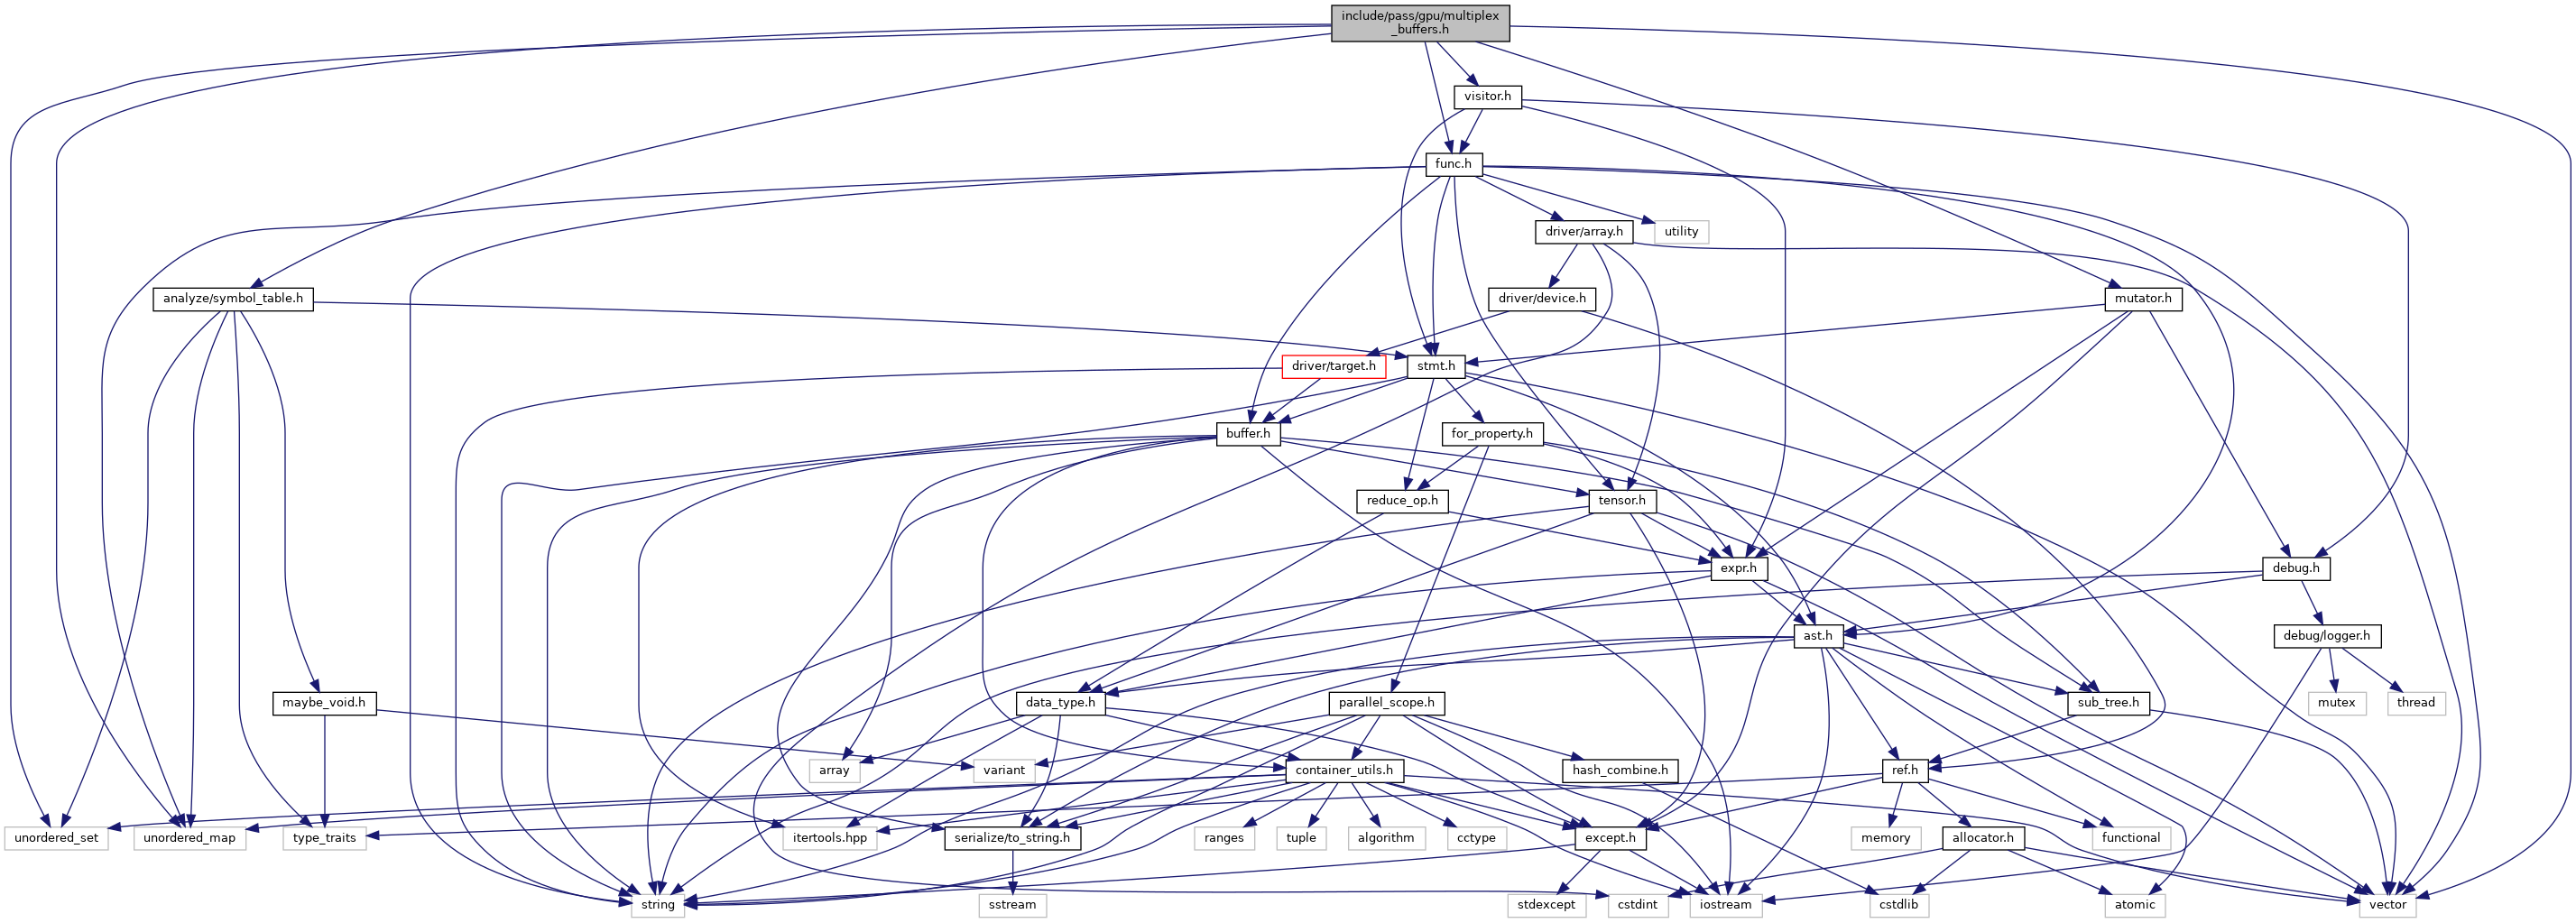 include/pass/gpu/multiplex
_buffers.h
visitor.h
func.h
driver/array.h
utility
analyze/symbol_table.h
driver/device.h
mutator.h
driver/target.h
stmt.h
buffer.h
for_property.h
reduce_op.h
tensor.h
expr.h
debug.h
ast.h
debug/logger.h
maybe_void.h
data_type.h
parallel_scope.h
sub_tree.h
mutex
thread
array
variant
container_utils.h
hash_combine.h
ref.h
unordered_set
unordered_map
type_traits
itertools.hpp
serialize/to_string.h
ranges
tuple
algorithm
cctype
except.h
memory
allocator.h
functional
string
sstream
stdexcept
cstdint
iostream
cstdlib
atomic
vector